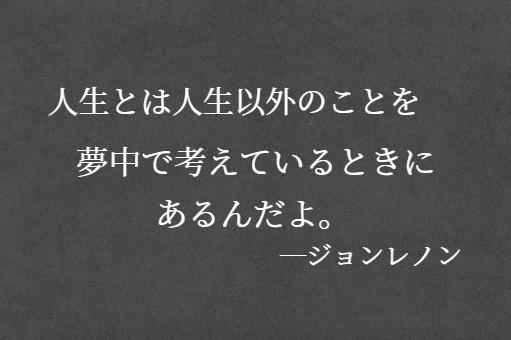 人生とは人生以外のことを
夢中で考えているときに
あるんだよ。
―ジョンレノン